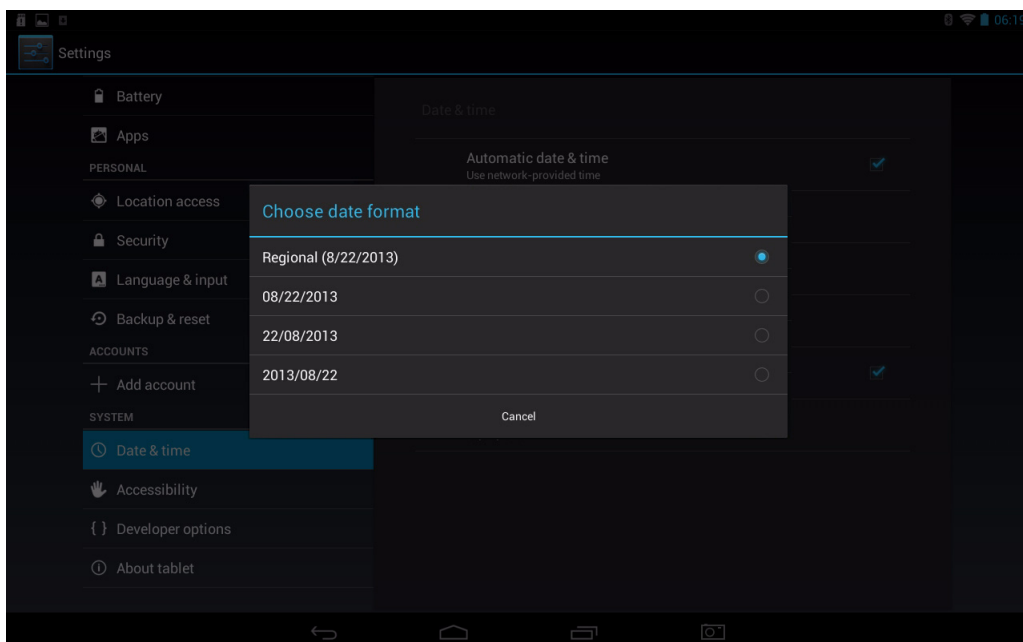 06:19
Settings
Battery
Apps
PERSONAL
Location access
Security
Language & input
Backup & reset
ACCOUNTS
Add account
SYSTEM
Date & time
Accessibility
{ } Developer options
About tablet
Date & time
Automatic date & time
Use network-provided time
Choose date format
Regional (8/22/2013)
08/22/2013
22/08/2013
2013/08/22
Cancel